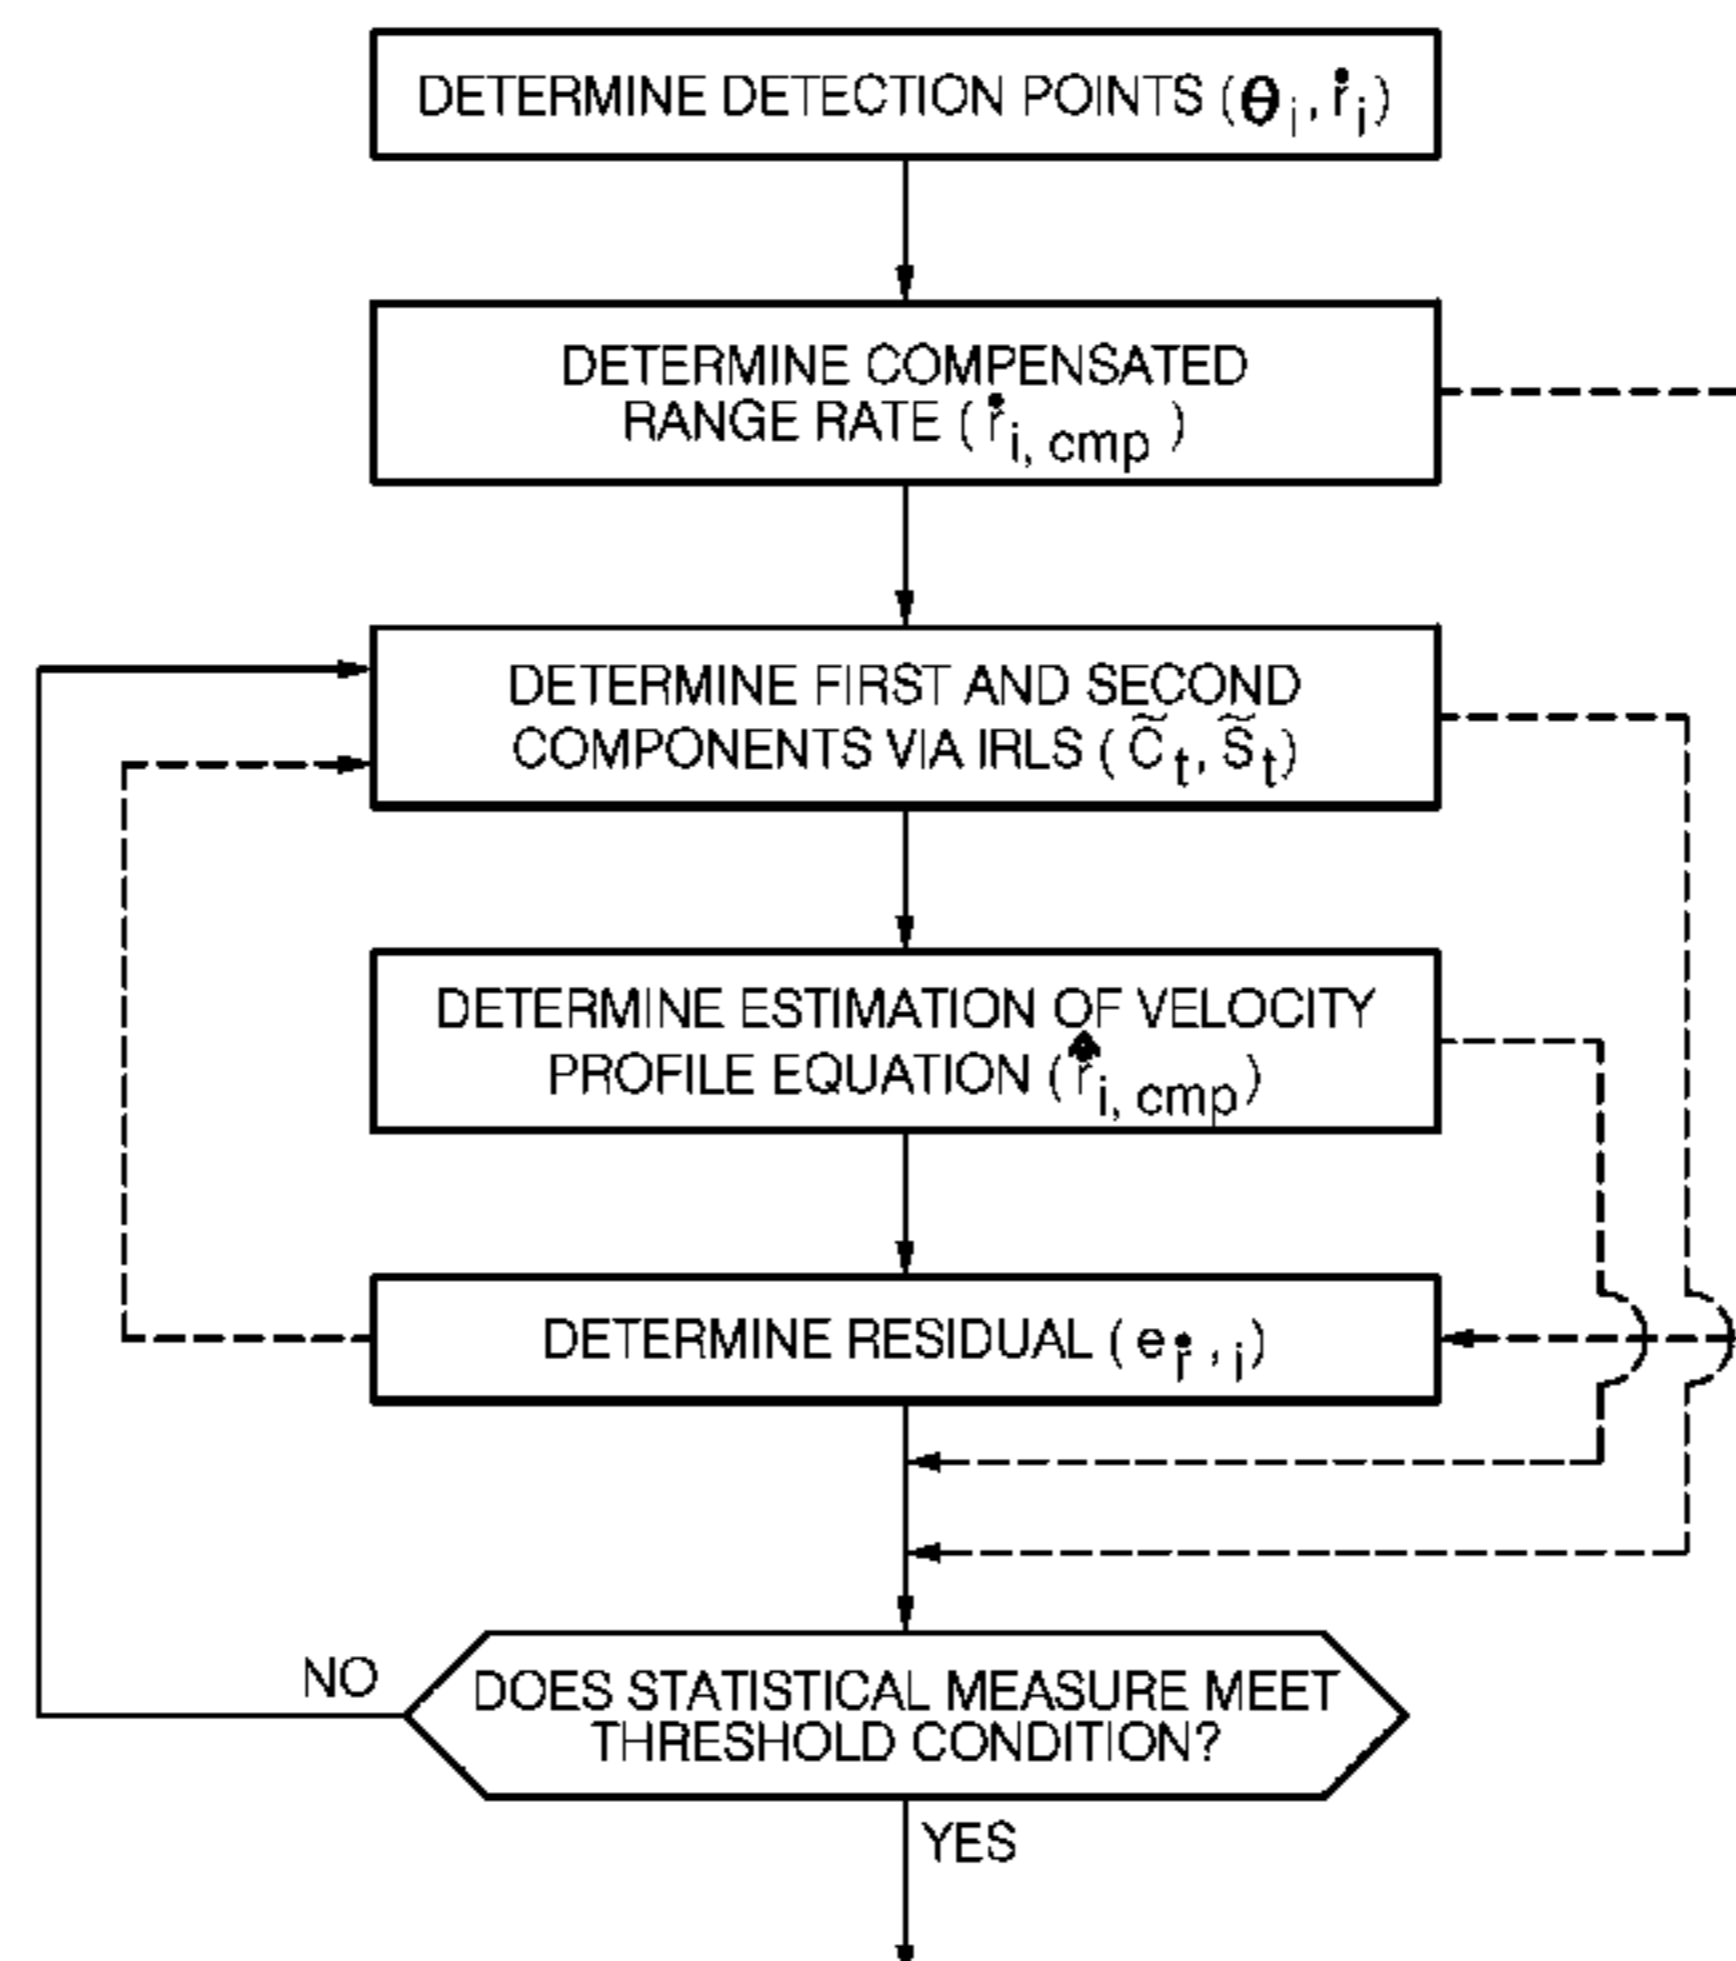 DETERMINE DETECTION POINTS (θi, ṙi)
DETERMINE COMPENSATED
RANGE RATE (ṙi, cmp)
DETERMINE FIRST AND SECOND
COMPONENTS VIA IRLS (C̃t, S̃t)
DETERMINE ESTIMATION OF VELOCITY
PROFILE EQUATION (ṙ̂i, cmp)
DETERMINE RESIDUAL (eṙ, i)
NO
DOES STATISTICAL MEASURE MEET
THRESHOLD CONDITION?
YES